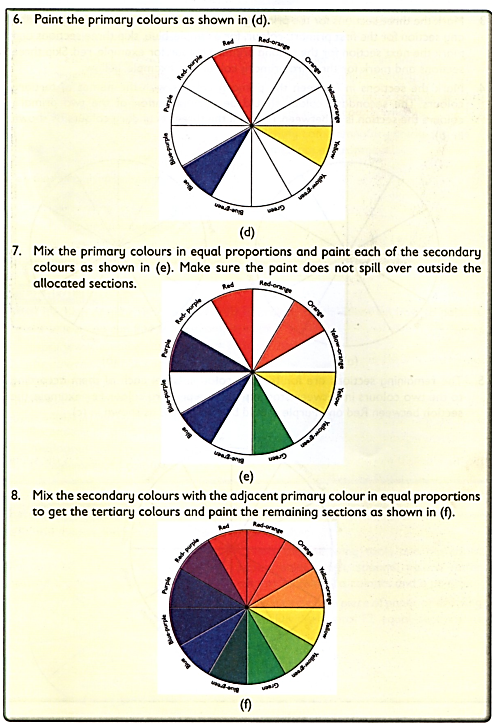 6. Paint the primary colours as shown in (d).
Red
Red-orange
Orange
Yellow-orange
Yellow
Yellow-green
Green
Blue-green
Blue
Blue-purple
Purple
Red- purple
(d)
7. Mix the primary colours in equal proportions and paint each of the secondary
colours as shown in (e). Make sure the paint does not spill over outside the
allocated sections.
Red
Red-orange
Orange
Yellow
Yellow-green
Green
Blue-green
Blue
Blue-purple
Purple
Red- purple
(e)
8. Mix the secondary colours with the adjacent primary colour in equal proportions
to get the tertiary colours and paint the remaining sections as shown in (f).
Red
Red-orange
Orange
Yellow-orange
Yellow
Yellow-green
Green
Blue-green
Blue
Blue-purple
Purple
Red- purple
(f)